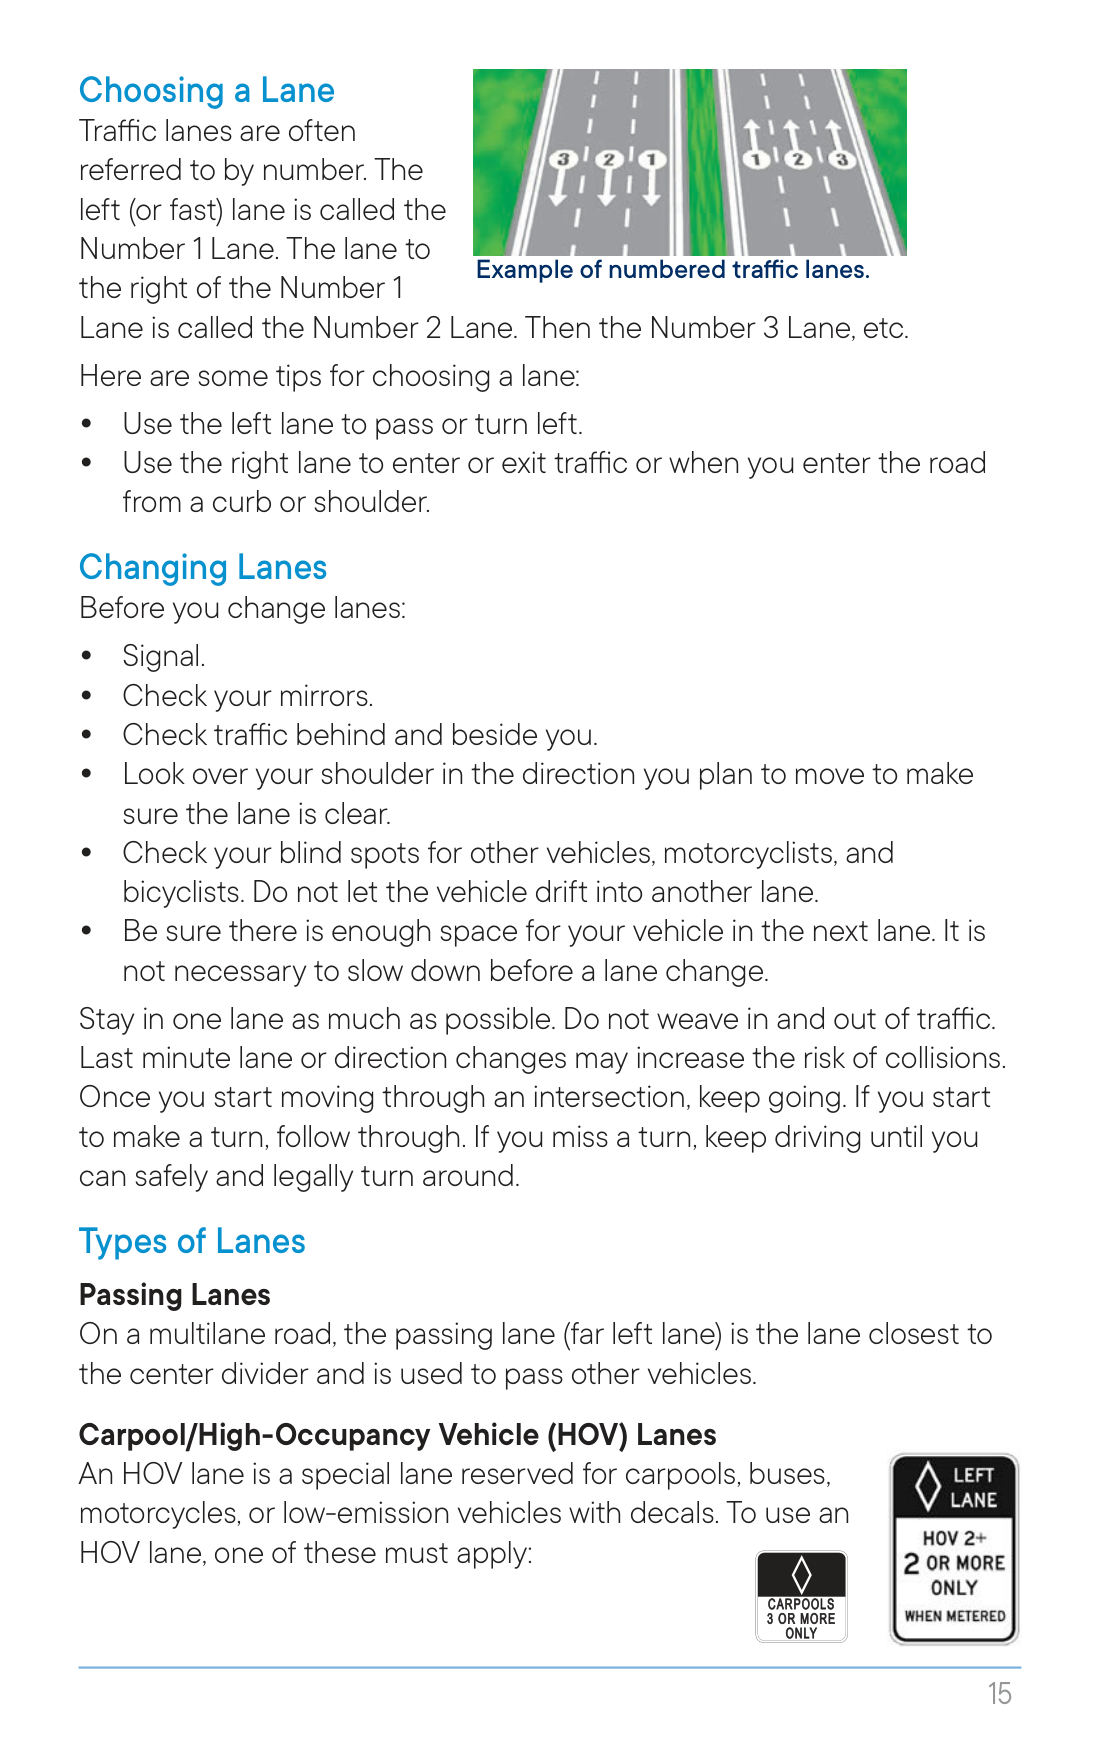 Choosing a Lane
Traffic lanes are often
referred to by number. The
left (or fast) lane is called the
Number 1 Lane. The lane to
the right of the Number 1
Lane is called the Number 2 Lane. Then the Number 3 Lane, etc.
3 2 1 1 2 3
Example of numbered traffic lanes.
Here are some tips for choosing a lane:
• Use the left lane to pass or turn left.
• Use the right lane to enter or exit traffic or when you enter the road
from a curb or shoulder.
Changing Lanes
Before you change lanes:
• Signal.
• Check your mirrors.
• Check traffic behind and beside you.
• Look over your shoulder in the direction you plan to move to make
sure the lane is clear.
• Check your blind spots for other vehicles, motorcyclists, and
bicyclists. Do not let the vehicle drift into another lane.
• Be sure there is enough space for your vehicle in the next lane. It is
not necessary to slow down before a lane change.
Stay in one lane as much as possible. Do not weave in and out of traffic.
Last minute lane or direction changes may increase the risk of collisions.
Once you start moving through an intersection, keep going. If you start
to make a turn, follow through. If you miss a turn, keep driving until you
can safely and legally turn around.
Types of Lanes
Passing Lanes
On a multilane road, the passing lane (far left lane) is the lane closest to
the center divider and is used to pass other vehicles.
Carpool/High-Occupancy Vehicle (HOV) Lanes
An HOV lane is a special lane reserved for carpools, buses,
motorcycles, or low-emission vehicles with decals. To use an
HOV lane, one of these must apply:
CARPOOLS
3 OR MORE
ONLY
LEFT
LANE
HOV 2+
2 OR MORE
ONLY
WHEN METERED
15